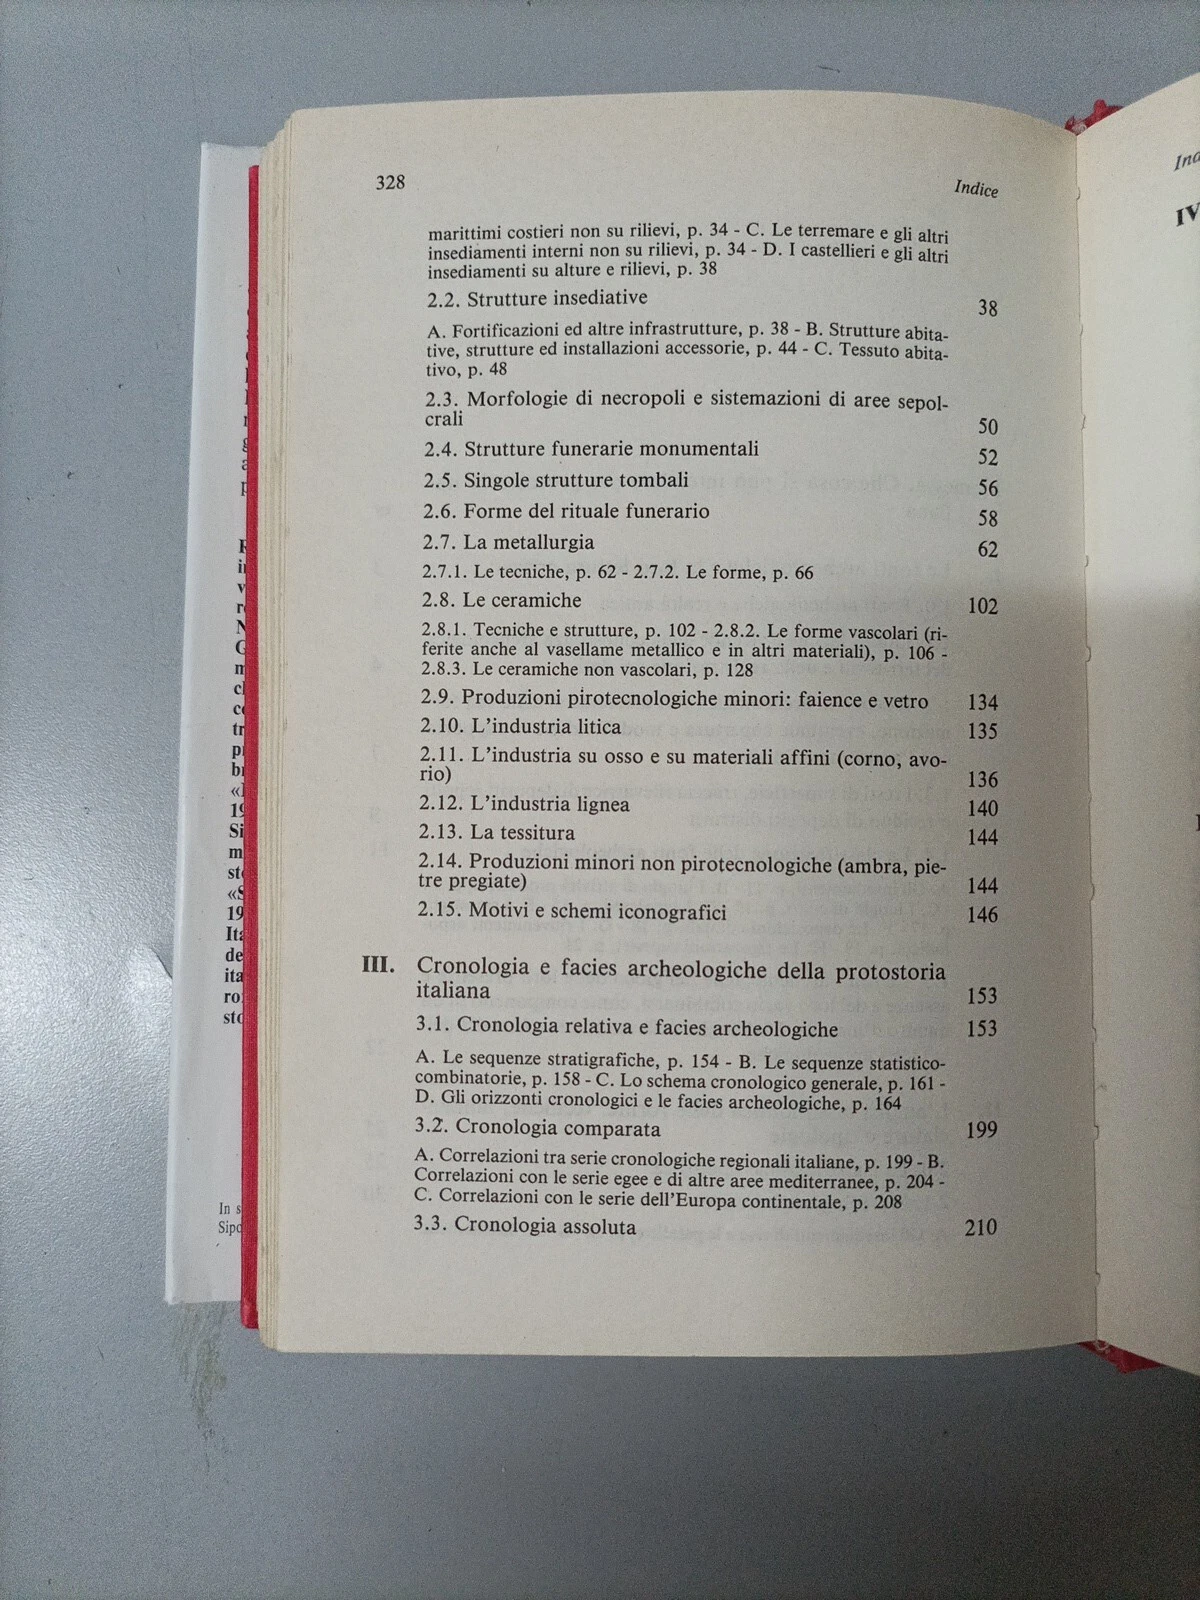 328
Indice
marittimi costieri non su rilievi, p. 34 - C. Le terremare e gli altri
insediamenti interni non su rilievi, p. 34 - D. I castellieri e gli altri
insediamenti su alture e rilievi, p. 38
2.2. Strutture insediative 38
A. Fortificazioni ed altre infrastrutture, p. 38 - B. Strutture abita-
tive, strutture ed installazioni accessorie, p. 44 - C. Tessuto abita-
tivo, p. 48
2.3. Morfologie di necropoli e sistemazioni di aree sepol-
crali 50
2.4. Strutture funerarie monumentali 52
2.5. Singole strutture tombali 56
2.6. Forme del rituale funerario 58
2.7. La metallurgia 62
2.7.1. Le tecniche, p. 62 - 2.7.2. Le forme, p. 66
2.8. Le ceramiche 102
2.8.1. Tecniche e strutture, p. 102 - 2.8.2. Le forme vascolari (ri-
ferite anche al vasellame metallico e in altri materiali), p. 106 -
2.8.3. Le ceramiche non vascolari, p. 128
2.9. Produzioni pirotecnologiche minori: faience e vetro 134
2.10. L'industria litica 135
2.11. L'industria su osso e su materiali affini (corno, avo-
rio) 136
2.12. L'industria lignea 140
2.13. La tessitura 144
2.14. Produzioni minori non pirotecnologiche (ambra, pie-
tre pregiate) 144
2.15. Motivi e schemi iconografici 146
III. Cronologia e facies archeologiche della protostoria
italiana 153
3.1. Cronologia relativa e facies archeologiche 153
A. Le sequenze stratigrafiche, p. 154 - B. Le sequenze statistico-
combinatorie, p. 158 - C. Lo schema cronologico generale, p. 161 -
D. Gli orizzonti cronologici e le facies archeologiche, p. 164
3.2. Cronologia comparata 199
A. Correlazioni tra serie cronologiche regionali italiane, p. 199 - B.
Correlazioni con le serie egee e di altre aree mediterranee, p. 204 -
C. Correlazioni con le serie dell'Europa continentale, p. 208
3.3. Cronologia assoluta 210
IV
In s